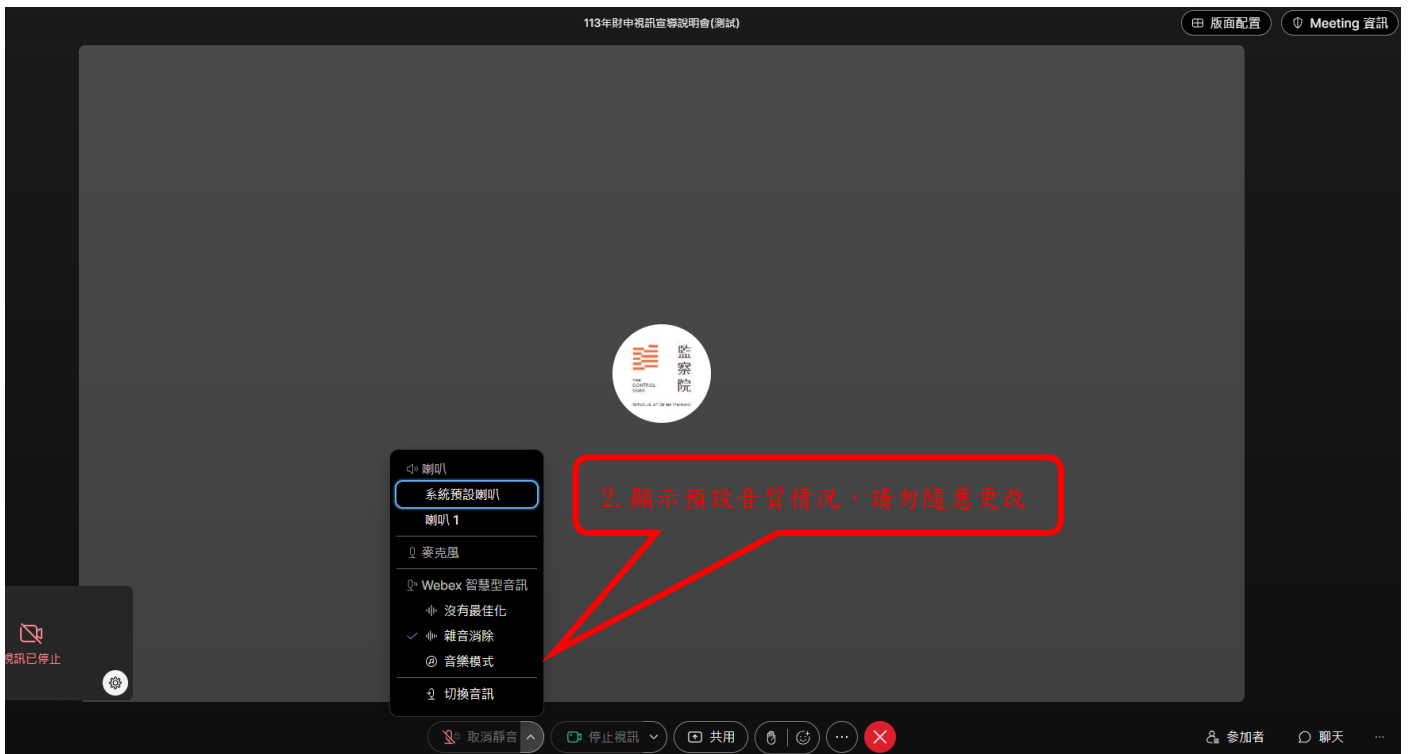 113年財申視訊宣導說明會(測試)
版面配置
Meeting 資訊
監察院
THE
CONTROL
YUAN
喇叭
系統預設喇叭
喇叭 1
麥克風
Webex 智慧型音訊
沒有最佳化
雜音消除
音樂模式
切換音訊
2.顯示預設音質情況，請勿隨意更改
視訊已停止
取消靜音
停止視訊
共用
參加者
聊天